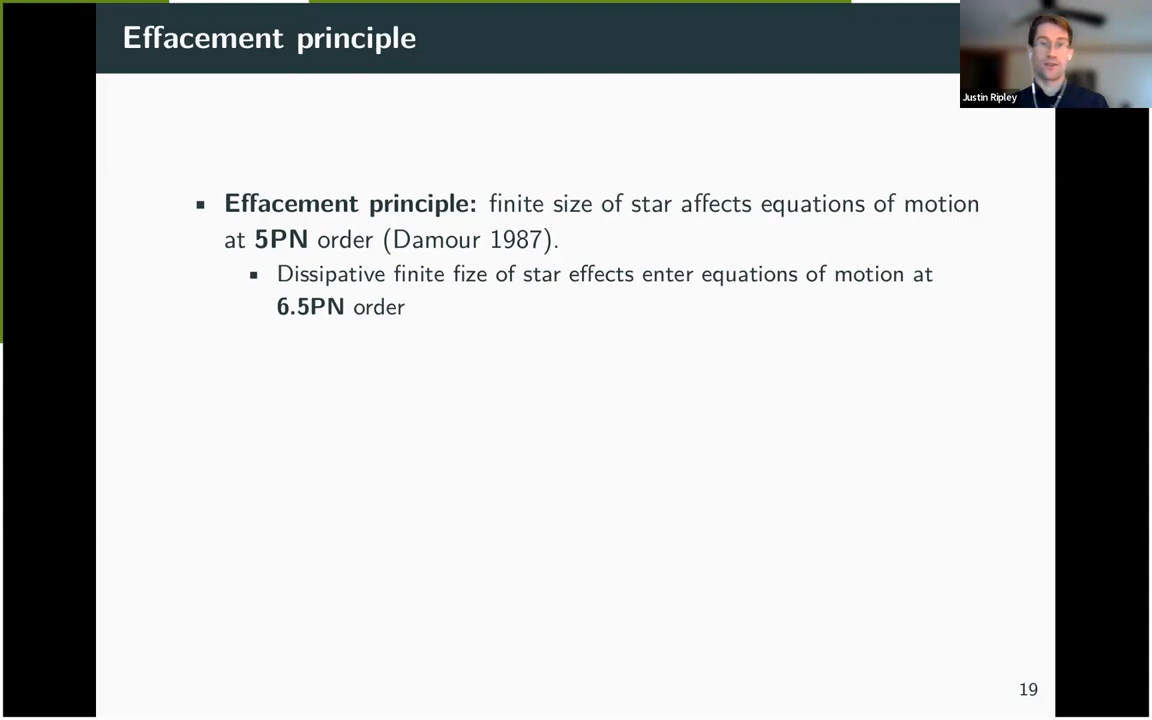 Effacement principle
Justin Ripley
▪ Effacement principle: finite size of star affects equations of motion
at 5PN order (Damour 1987).
▪ Dissipative finite fize of star effects enter equations of motion at
6.5PN order
19